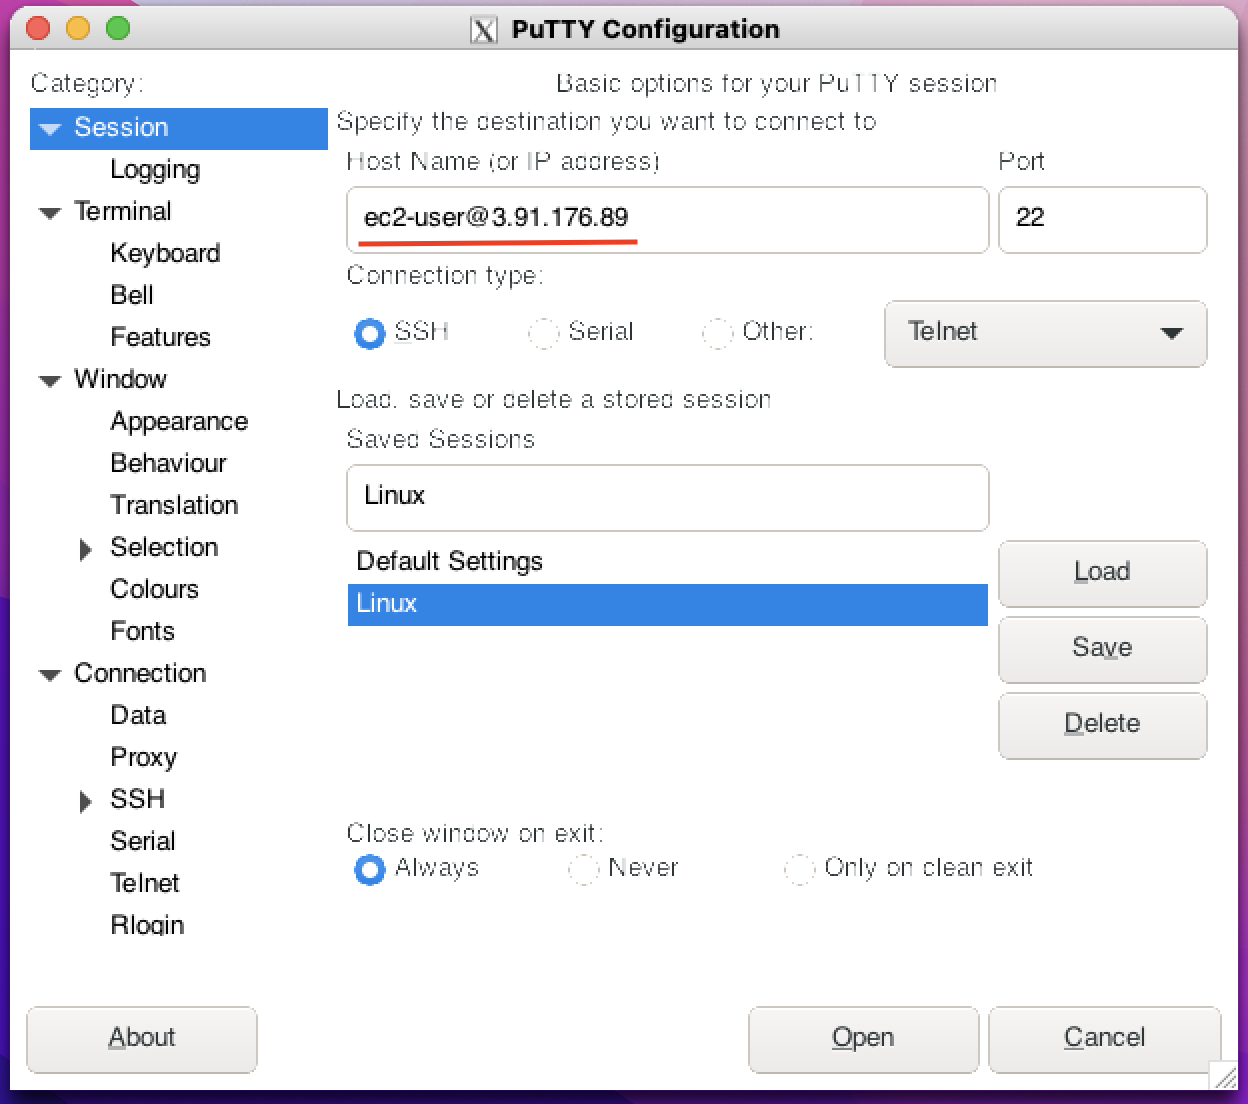 PuTTY Configuration
Category:
Session
Logging
Terminal
Keyboard
Bell
Features
Window
Appearance
Behaviour
Translation
Selection
Colours
Fonts
Connection
Data
Proxy
SSH
Serial
Telnet
Rlogin
Basic options for your PuTTY session
Specify the destination you want to connect to
Host Name (or IP address) Port
ec2-user@3.91.176.89 22
Connection type:
SSH Serial Other: Telnet
Load, save or delete a stored session
Saved Sessions
Linux
Default Settings
Linux
Load
Save
Delete
Close window on exit:
Always Never Only on clean exit
About Open Cancel